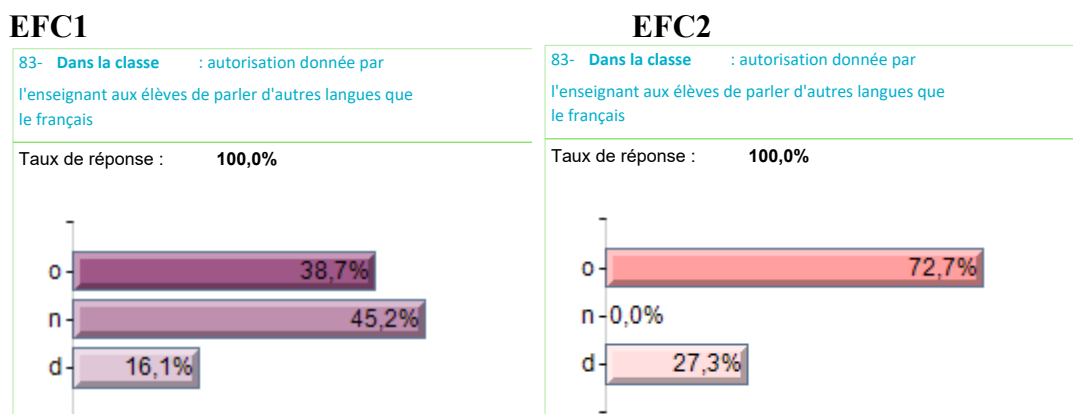 EFC1
83- Dans la classe : autorisation donnée par
l'enseignant aux élèves de parler d'autres langues que
le français
Taux de réponse : 100,0%
o 38,7%
n 45,2%
d 16,1%
EFC2
83- Dans la classe : autorisation donnée par
l'enseignant aux élèves de parler d'autres langues que
le français
Taux de réponse : 100,0%
o 72,7%
n 0,0%
d 27,3%